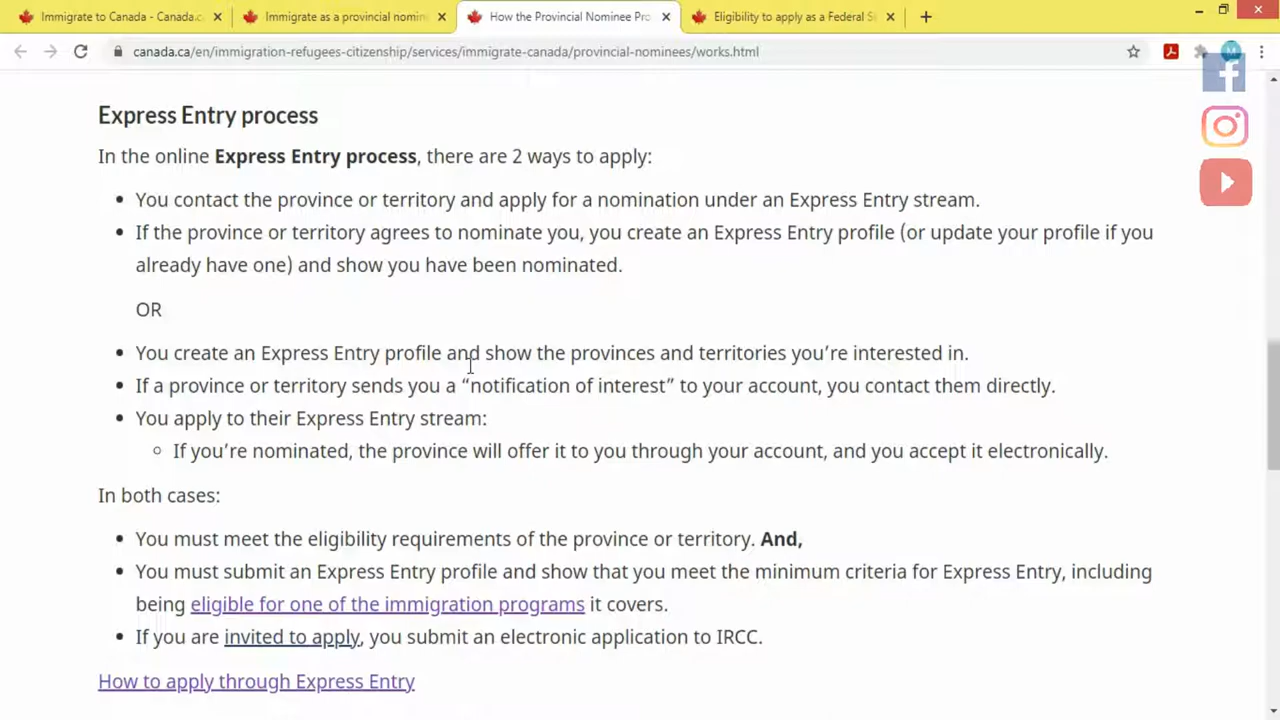 Immigrate to Canada - Canada.c
Immigrate as a provincial nomin
How the Provincial Nominee Pro
Eligibility to apply as a Federal S
canada.ca/en/immigration-refugees-citizenship/services/immigrate-canada/provincial-nominees/works.html
M
Express Entry process
In the online Express Entry process, there are 2 ways to apply:
• You contact the province or territory and apply for a nomination under an Express Entry stream.
• If the province or territory agrees to nominate you, you create an Express Entry profile (or update your profile if you
already have one) and show you have been nominated.
OR
• You create an Express Entry profile and show the provinces and territories you’re interested in.
• If a province or territory sends you a “notification of interest” to your account, you contact them directly.
• You apply to their Express Entry stream:
◦ If you’re nominated, the province will offer it to you through your account, and you accept it electronically.
In both cases:
• You must meet the eligibility requirements of the province or territory. And,
• You must submit an Express Entry profile and show that you meet the minimum criteria for Express Entry, including
being eligible for one of the immigration programs it covers.
• If you are invited to apply, you submit an electronic application to IRCC.
How to apply through Express Entry